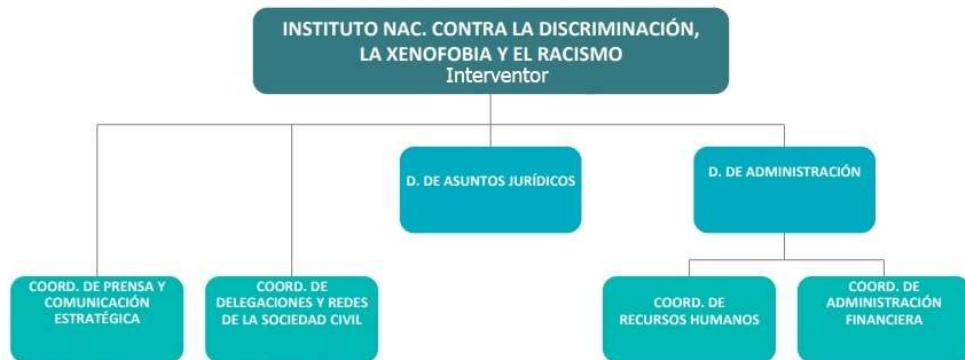 INSTITUTO NAC. CONTRA LA DISCRIMINACIÓN,
LA XENOFOBIA Y EL RACISMO
Interventor
D. DE ASUNTOS JURÍDICOS
D. DE ADMINISTRACIÓN
COORD. DE PRENSA Y
COMUNICACIÓN
ESTRATÉGICA
COORD. DE
DELEGACIONES Y REDES
DE LA SOCIEDAD CIVIL
COORD. DE
RECURSOS HUMANOS
COORD. DE
ADMINISTRACIÓN
FINANCIERA